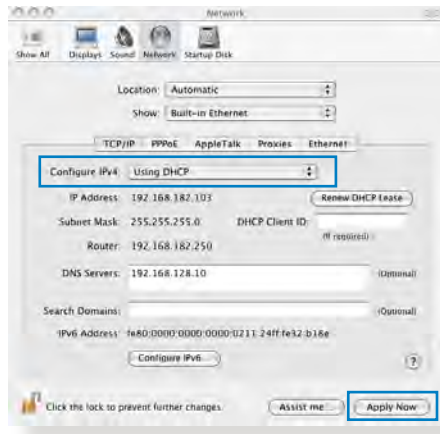 Network
Show All Displays Sound Network Startup Disk
Location: Automatic
Show: Built-in Ethernet
TCP/IP PPPoE AppleTalk Proxies Ethernet
Configure IPv4: Using DHCP
IP Address: 192.168.182.103 Renew DHCP Lease
Subnet Mask: 255.255.255.0 DHCP Client ID:
(If required)
Router: 192.168.182.250
DNS Servers: 192.168.128.10 (Optional)
Search Domains: (Optional)
IPv6 Address: fe80:0000:0000:0000:0211:24ff:fe32:b18e
Configure IPv6...
?
Click the lock to prevent further changes. Assist me... Apply Now